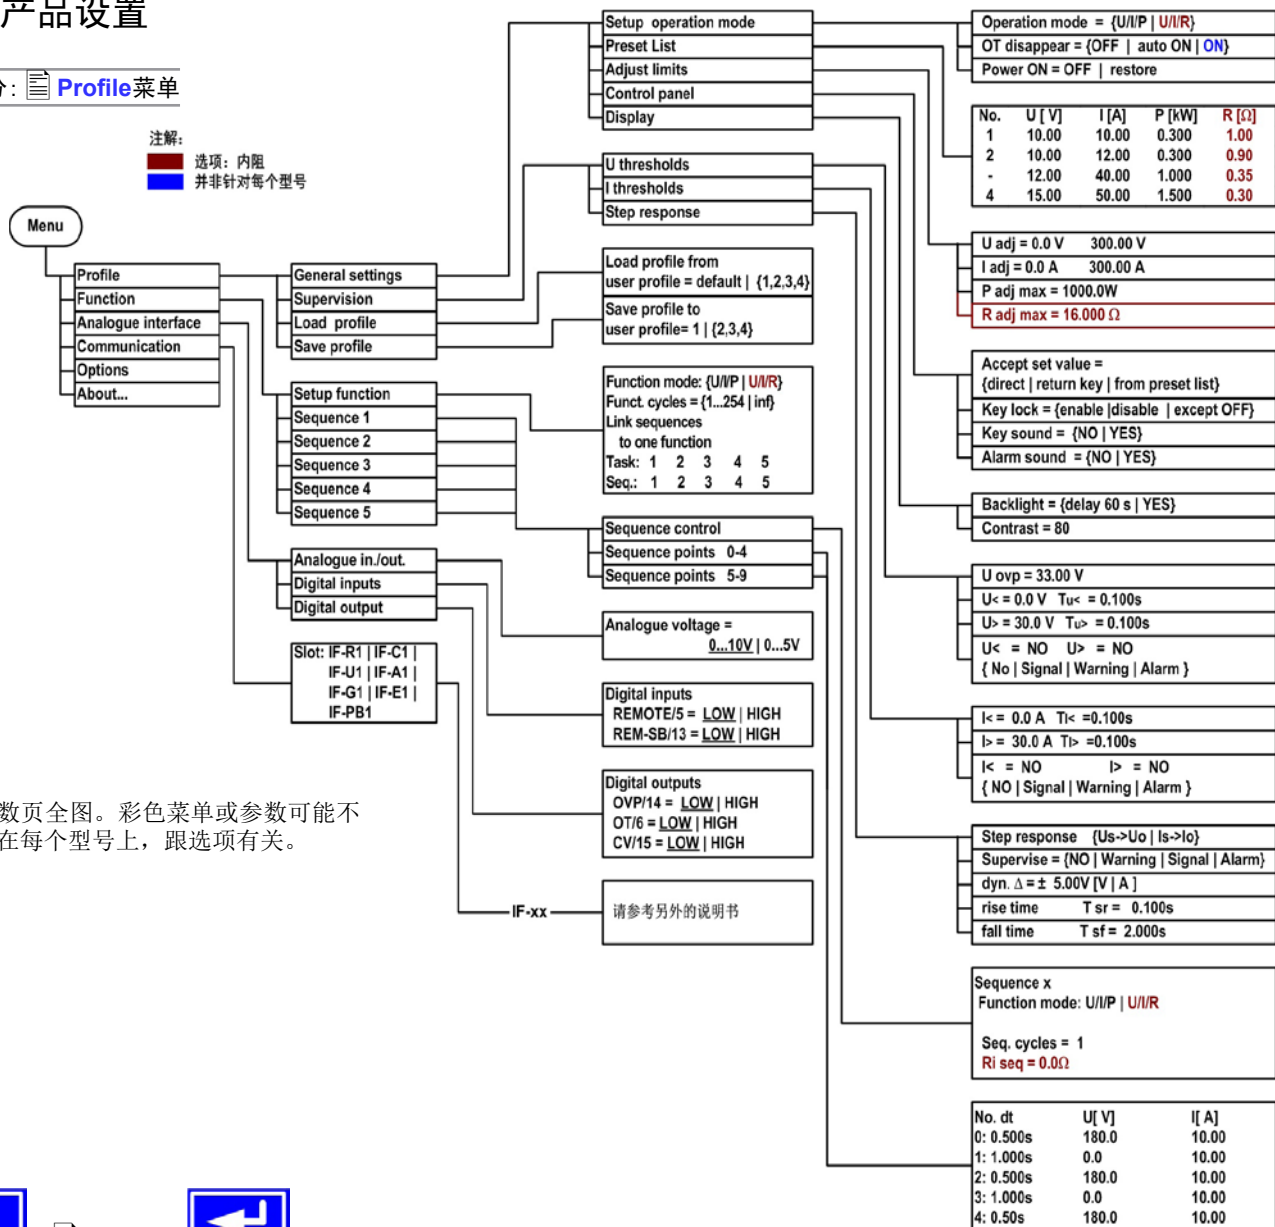 产品设置
分: Profile菜单
注解:
选项: 内阻
并非针对每个型号
Menu
Profile
Function
Analogue interface
Communication
Options
About...
General settings
Supervision
Load profile
Save profile
Setup function
Sequence 1
Sequence 2
Sequence 3
Sequence 4
Sequence 5
Analogue in./out.
Digital inputs
Digital output
Slot: IF-R1 | IF-C1 |
IF-U1 | IF-A1 |
IF-G1 | IF-E1 |
IF-PB1
数页全图。彩色菜单或参数可能不
在每个型号上，跟选项有关。
Setup operation mode
Preset List
Adjust limits
Control panel
Display
U thresholds
I thresholds
Step response
Load profile from
user profile = default | {1,2,3,4}
Save profile to
user profile= 1 | {2,3,4}
Function mode: {U/I/P | U/I/R}
Funct. cycles = {1...254 | inf}
Link sequences
to one function
Task: 1 2 3 4 5
Seq.: 1 2 3 4 5
Sequence control
Sequence points 0-4
Sequence points 5-9
Analogue voltage =
0...10V | 0...5V
Digital inputs
REMOTE/5 = LOW | HIGH
REM-SB/13 = LOW | HIGH
Digital outputs
OVP/14 = LOW | HIGH
OT/6 = LOW | HIGH
CV/15 = LOW | HIGH
IF-xx
请参考另外的说明书
Operation mode = {U/I/P | U/I/R}
OT disappear = {OFF | auto ON | ON}
Power ON = OFF | restore
No. U [ V] I [A] P [kW] R [Ω]
1 10.00 10.00 0.300 1.00
2 10.00 12.00 0.300 0.90
- 12.00 40.00 1.000 0.35
4 15.00 50.00 1.500 0.30
U adj = 0.0 V 300.00 V
I adj = 0.0 A 300.00 A
P adj max = 1000.0W
R adj max = 16.000 Ω
Accept set value =
{direct | return key | from preset list}
Key lock = {enable |disable | except OFF}
Key sound = {NO | YES}
Alarm sound = {NO | YES}
Backlight = {delay 60 s | YES}
Contrast = 80
U ovp = 33.00 V
U< = 0.0 V Tu< = 0.100s
U> = 30.0 V Tu> = 0.100s
U< = NO U> = NO
{ No | Signal | Warning | Alarm }
I< = 0.0 A TI< =0.100s
I> = 30.0 A TI> =0.100s
I< = NO I> = NO
{ NO | Signal | Warning | Alarm }
Step response {Us->Uo | Is->Io}
Supervise = {NO | Warning | Signal | Alarm}
dyn. Δ = ± 5.00V [V | A ]
rise time T sr = 0.100s
fall time T sf = 2.000s
Sequence x
Function mode: U/I/P | U/I/R
Seq. cycles = 1
Ri seq = 0.0Ω
No. dt U[ V] I[ A]
0: 0.500s 180.0 10.00
1: 1.000s 0.0 10.00
2: 0.500s 180.0 10.00
3: 1.000s 0.0 10.00
4: 0.50s 180.0 10.00